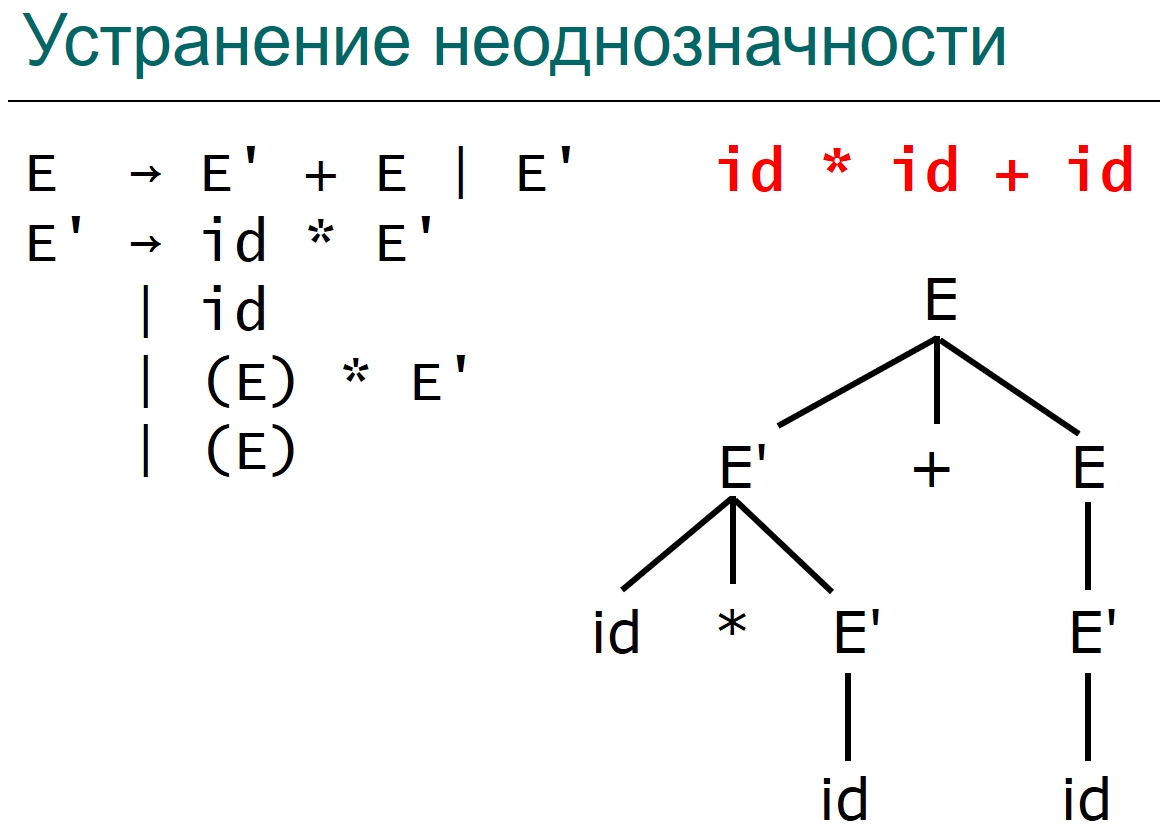 Устранение неоднозначности
E → E' + E | E'
id * id + id
E' → id * E'
| id
| (E) * E'
| (E)
E
E' + E
id * E' E'
id id